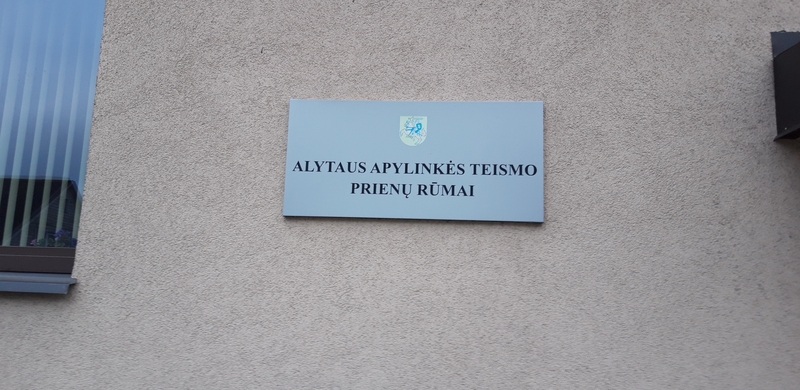 ALYTAUS APYLINKĖS TEISMO
PRIENŲ RŪMAI